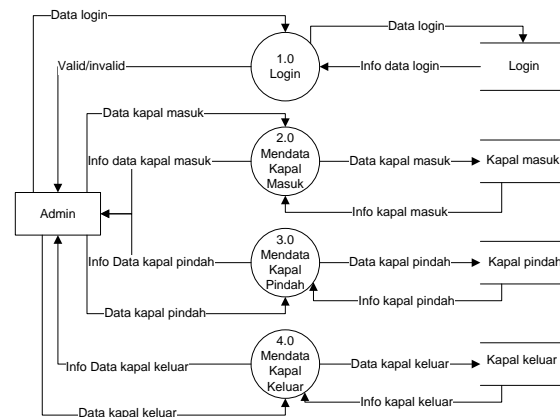 Data login
Data login
1.0
Login
Valid/invalid
Info data login
Login
Data kapal masuk
2.0
Mendata
Kapal
Masuk
Info data kapal masuk
Data kapal masuk
Kapal masuk
Info kapal masuk
Admin
3.0
Mendata
Kapal
Pindah
Info Data kapal pindah
Data kapal pindah
Kapal pindah
Info kapal pindah
Data kapal pindah
4.0
Mendata
Kapal
Keluar
Info Data kapal keluar
Data kapal keluar
Kapal keluar
Info kapal keluar
Data kapal keluar